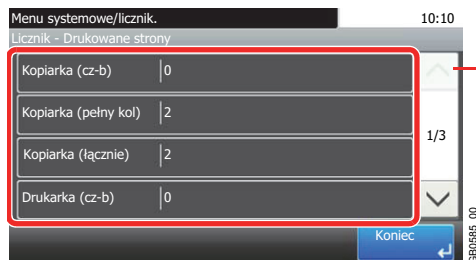 Menu systemowe/licznik.
10:10
Licznik - Drukowane strony
Kopiarka (cz-b) 0
Kopiarka (pełny kol) 2
1/3
Kopiarka (łącznie) 2
Drukarka (cz-b) 0
Koniec
GB0585_00